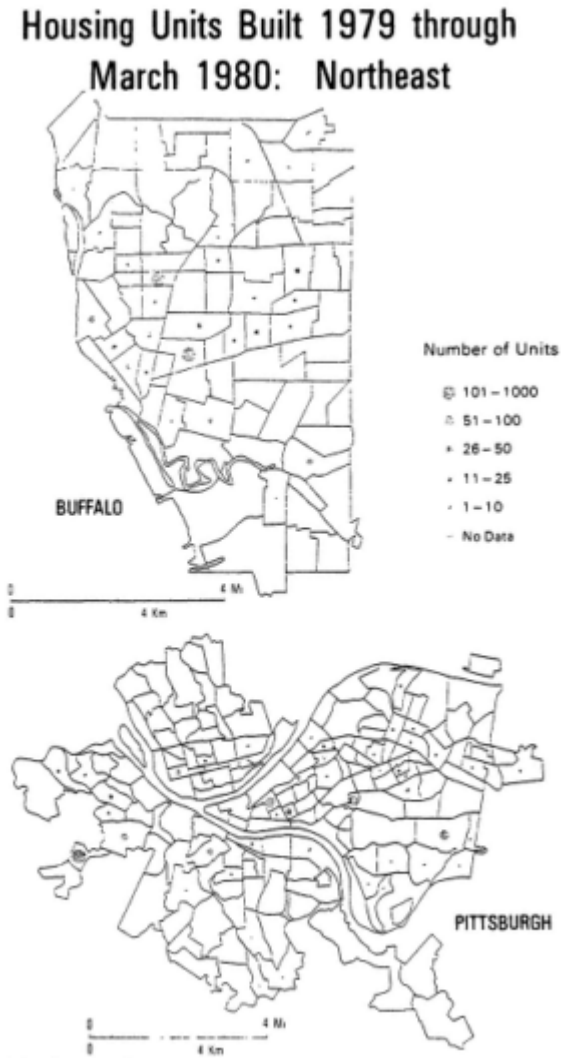 Housing Units Built 1979 through
March 1980: Northeast
Number of Units
101–1000
51–100
26–50
11–25
1–10
No Data
BUFFALO
0 4 Mi
0 4 Km
PITTSBURGH
0 4 Mi
0 4 Km